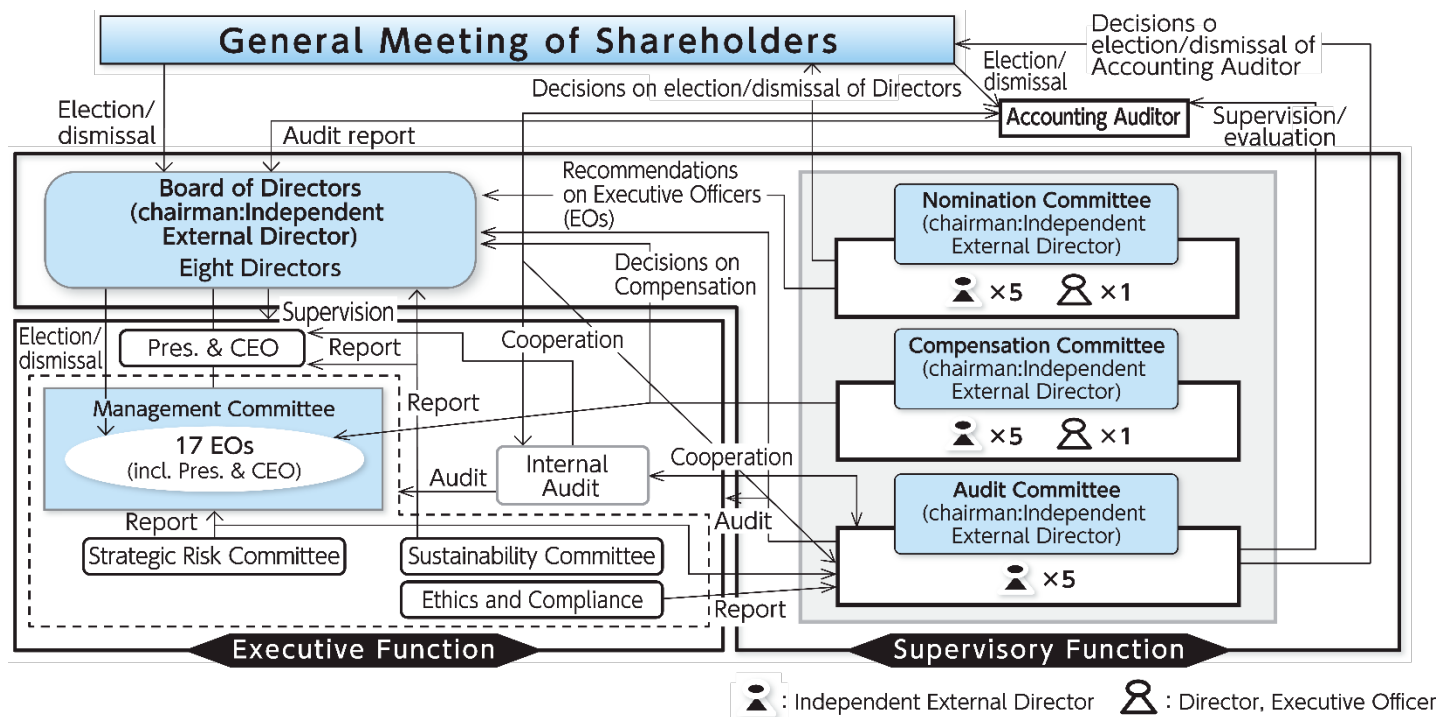 General Meeting of Shareholders
Decisions o
election/dismissal of
Accounting Auditor
Election/
dismissal
Decisions on election/dismissal of Directors
Election/
dismissal
Accounting Auditor
Supervision/
evaluation
Audit report
Board of Directors
(chairman:Independent
External Director)
Eight Directors
Recommendations
on Executive Officers
(EOs)
Nomination Committee
(chairman:Independent
External Director)
×5
×1
Decisions on
Compensation
Supervision
Election/
dismissal
Pres. & CEO
Report
Cooperation
Compensation Committee
(chairman:Independent
External Director)
×5
×1
Management Committee
17 EOs
(incl. Pres. & CEO)
Report
Internal
Audit
Cooperation
Audit
Audit
Audit Committee
(chairman:Independent
External Director)
×5
Report
Strategic Risk Committee
Sustainability Committee
Ethics and Compliance
Report
Executive Function
Supervisory Function
: Independent External Director
: Director, Executive Officer